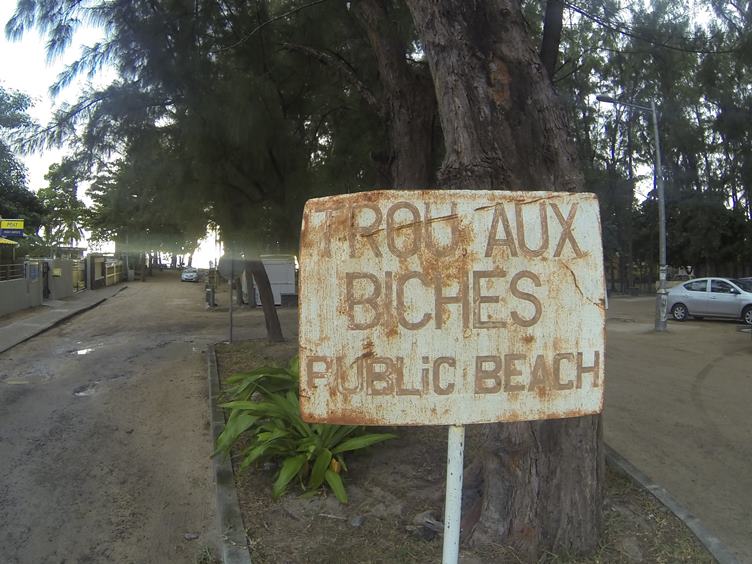 TROU AUX
BICHES
PUBLiC BEACH